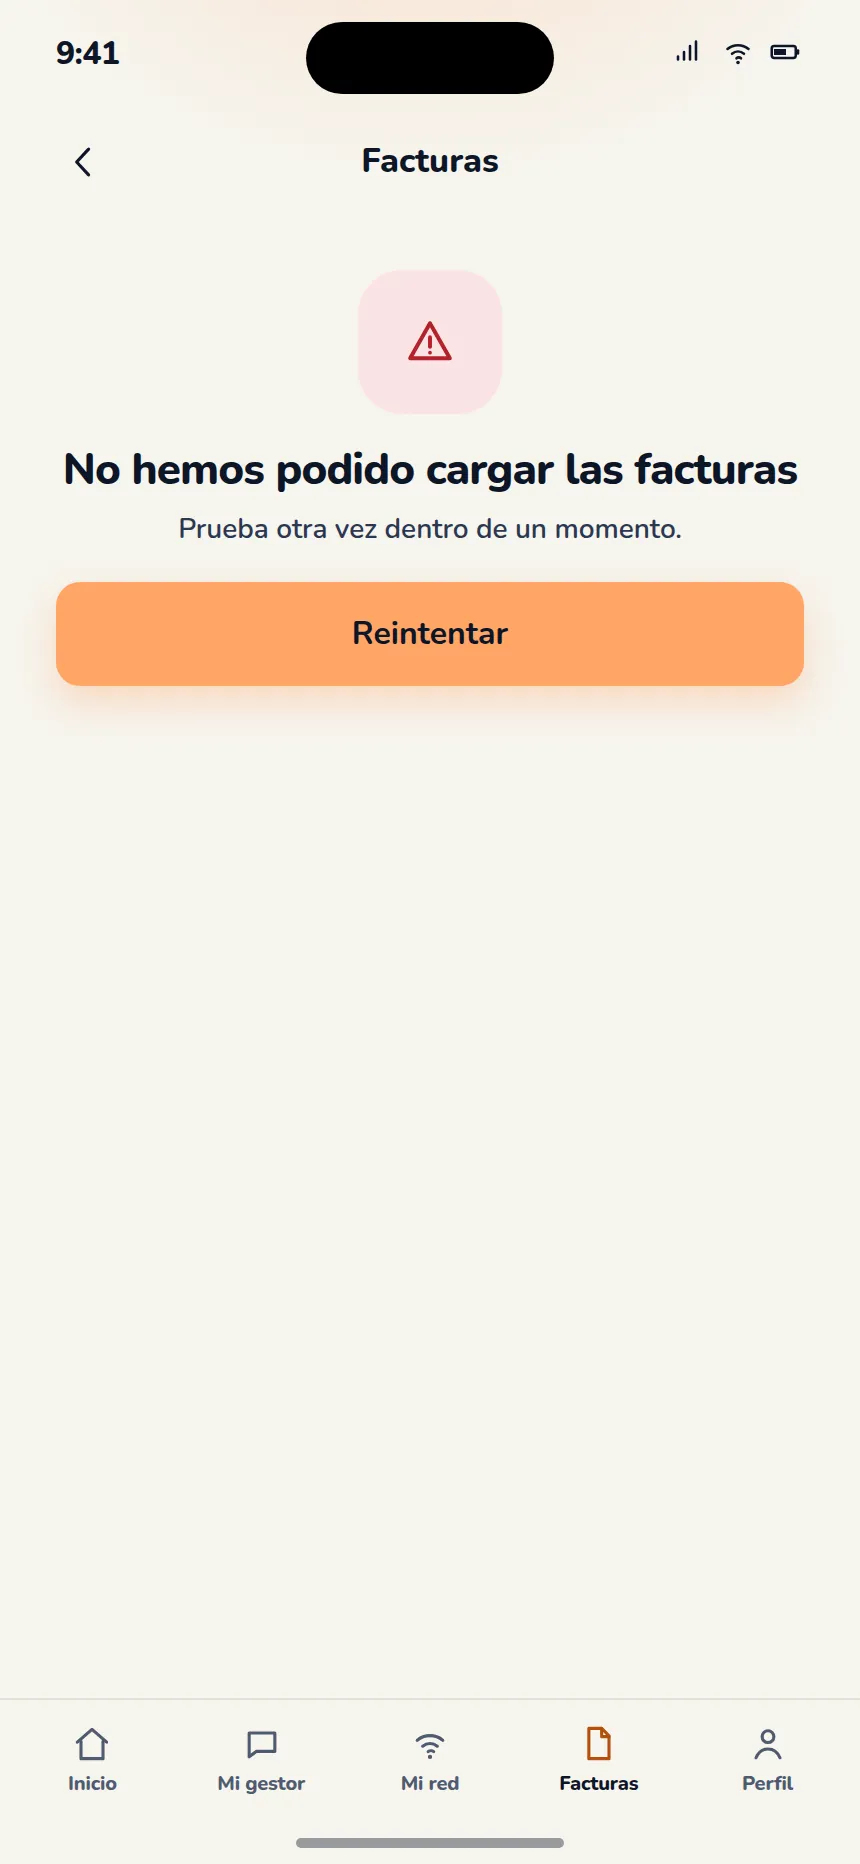 9:41
Facturas
No hemos podido cargar las facturas
Prueba otra vez dentro de un momento.
Reintentar
Inicio
Mi gestor
Mi red
Facturas
Perfil